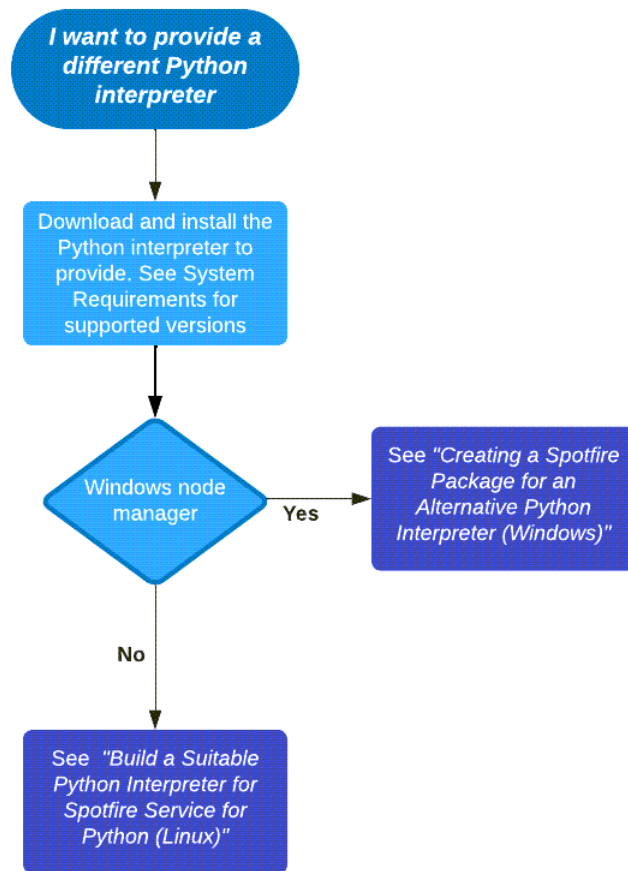 I want to provide a
different Python
interpreter
Download and install the
Python interpreter to
provide. See System
Requirements for
supported versions
Windows node
manager
Yes
See "Creating a Spotfire
Package for an
Alternative Python
Interpreter (Windows)"
No
See "Build a Suitable
Python Interpreter for
Spotfire Service for
Python (Linux)"